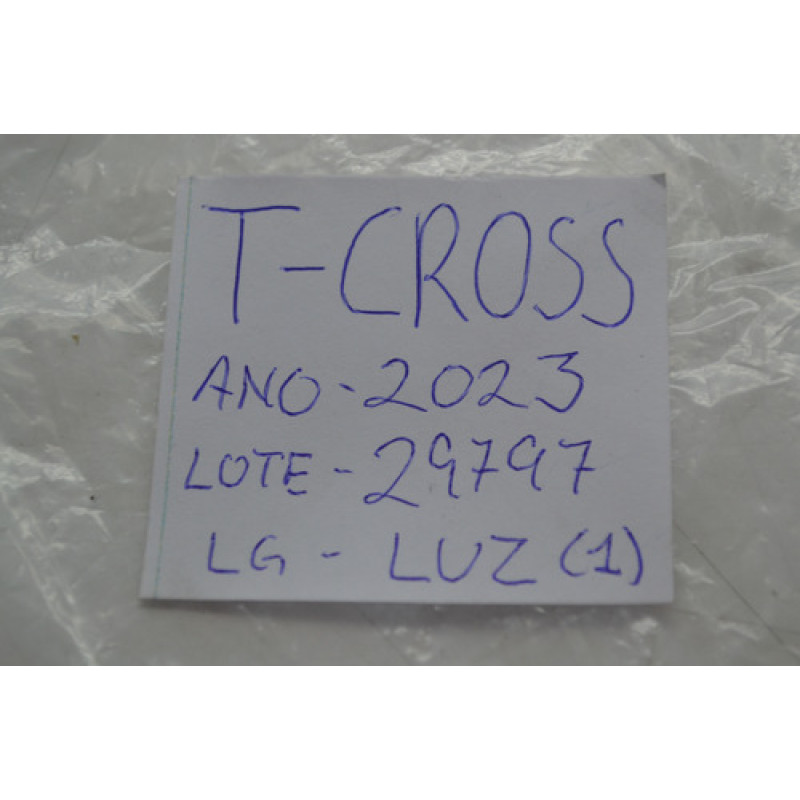 T-CROSS
ANO - 2023
LOTE - 29797
LG - LUZ (1)